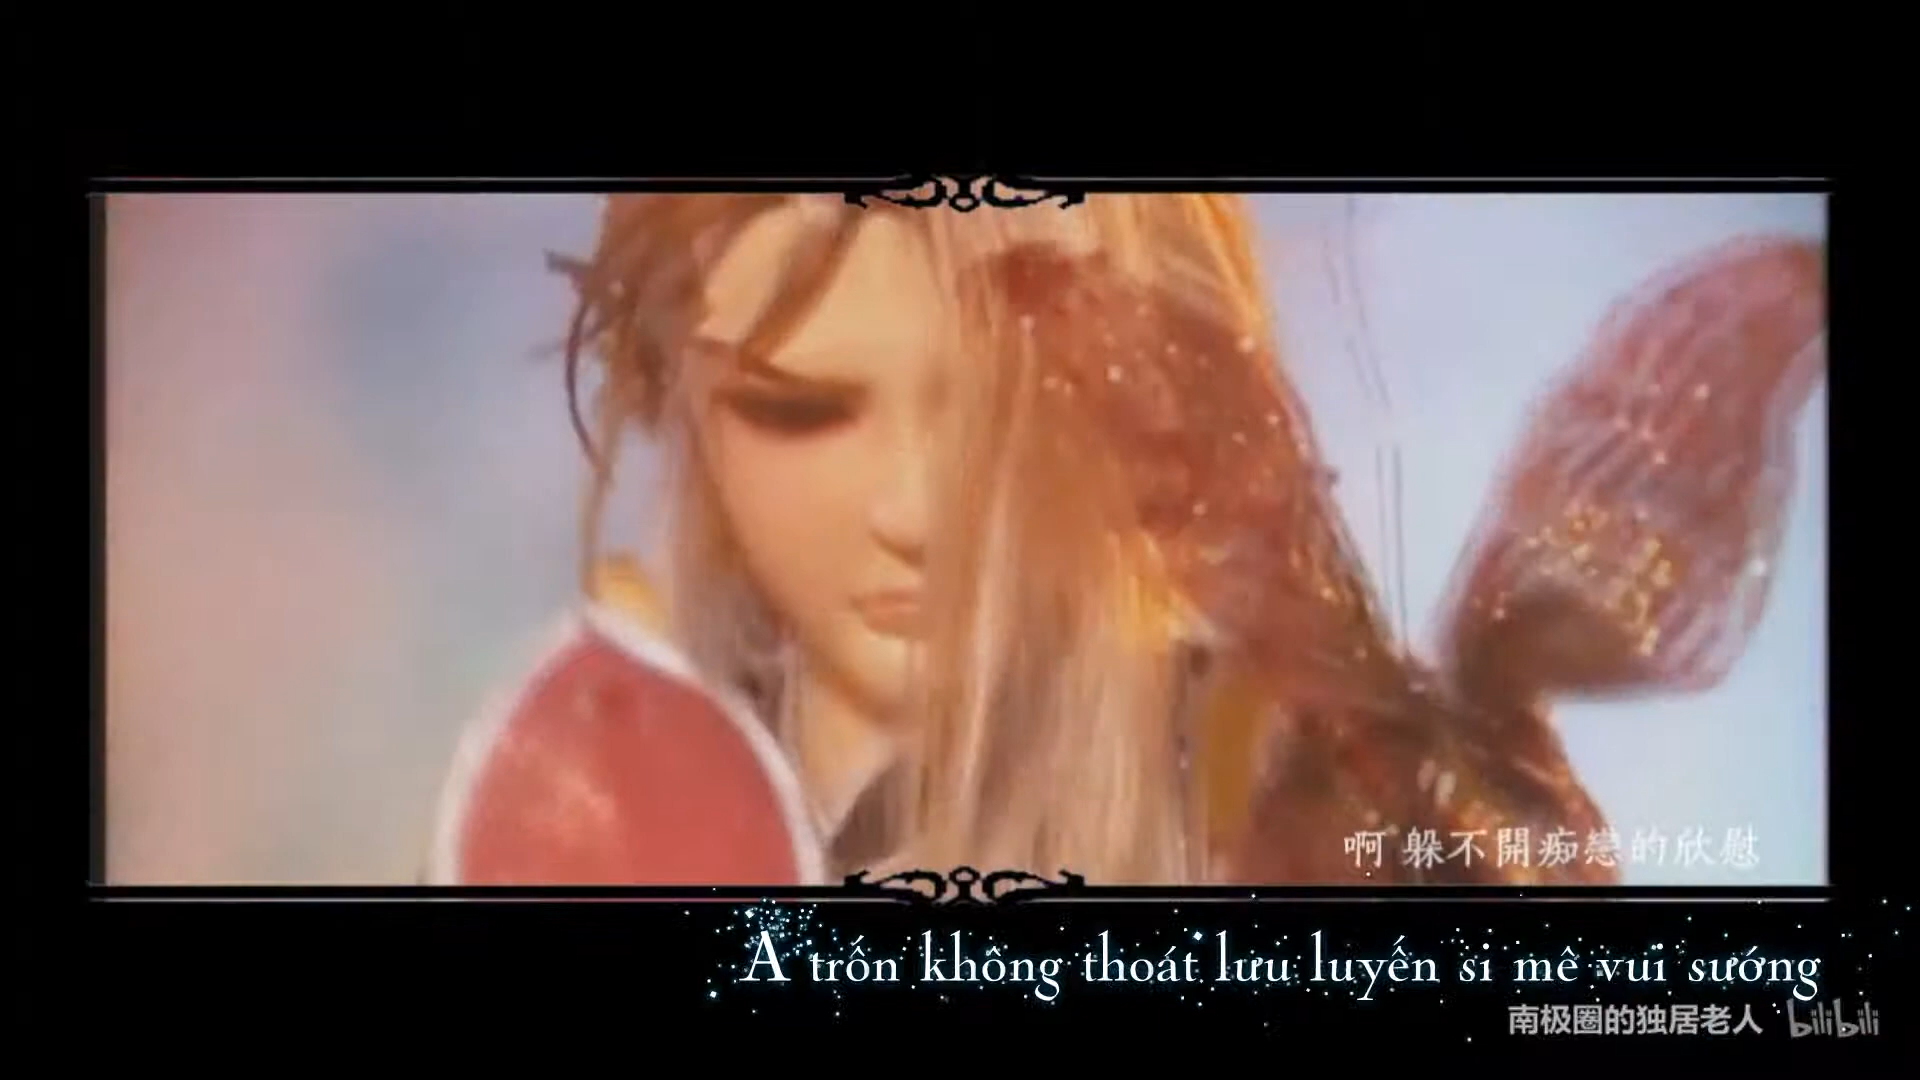 啊 躲不開痴戀的欣慰
A trốn không thoát lưu luyến si mê vui sướng
南极圈的独居老人 bilibili